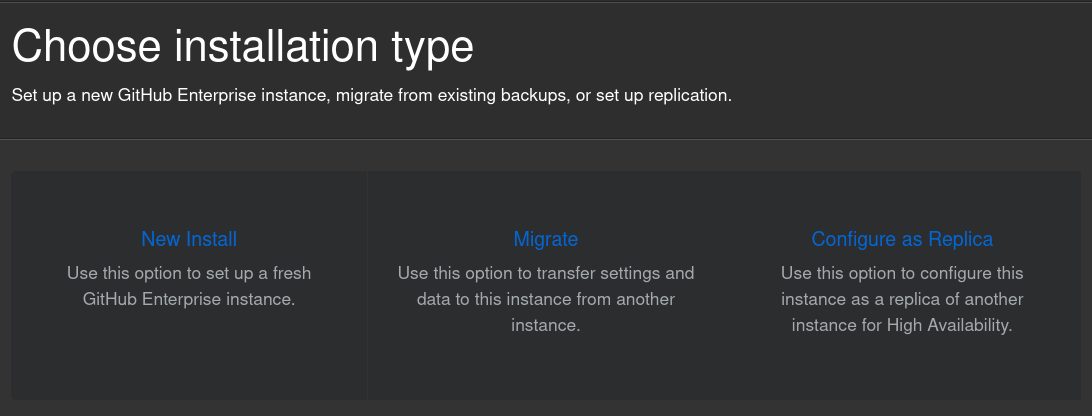 Choose installation type
Set up a new GitHub Enterprise instance, migrate from existing backups, or set up replication.
New Install
Use this option to set up a fresh
GitHub Enterprise instance.
Migrate
Use this option to transfer settings and
data to this instance from another
instance.
Configure as Replica
Use this option to configure this
instance as a replica of another
instance for High Availability.